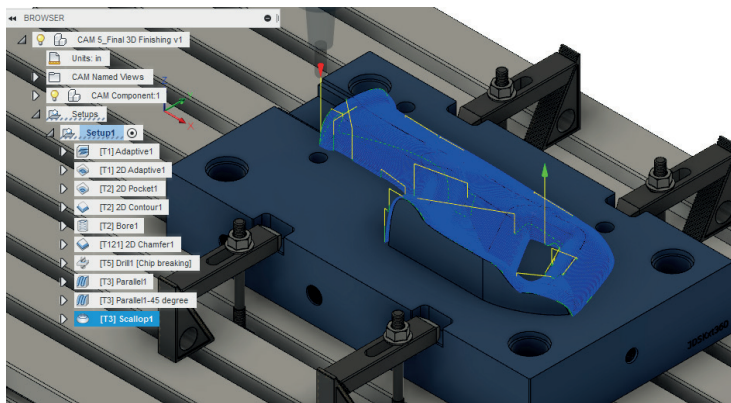 BROWSER
CAM 5_Final 3D Finishing v1
Units: in
CAM Named Views
CAM Component:1
Setups
Setup1
[T1] Adaptive1
[T1] 2D Adaptive1
[T2] 2D Pocket1
[T2] 2D Contour1
[T2] Bore1
[T121] 2D Chamfer1
[T5] Drill1 [Chip breaking]
[T3] Parallel1
[T3] Parallel1-45 degree
[T3] Scallop1
Z
X